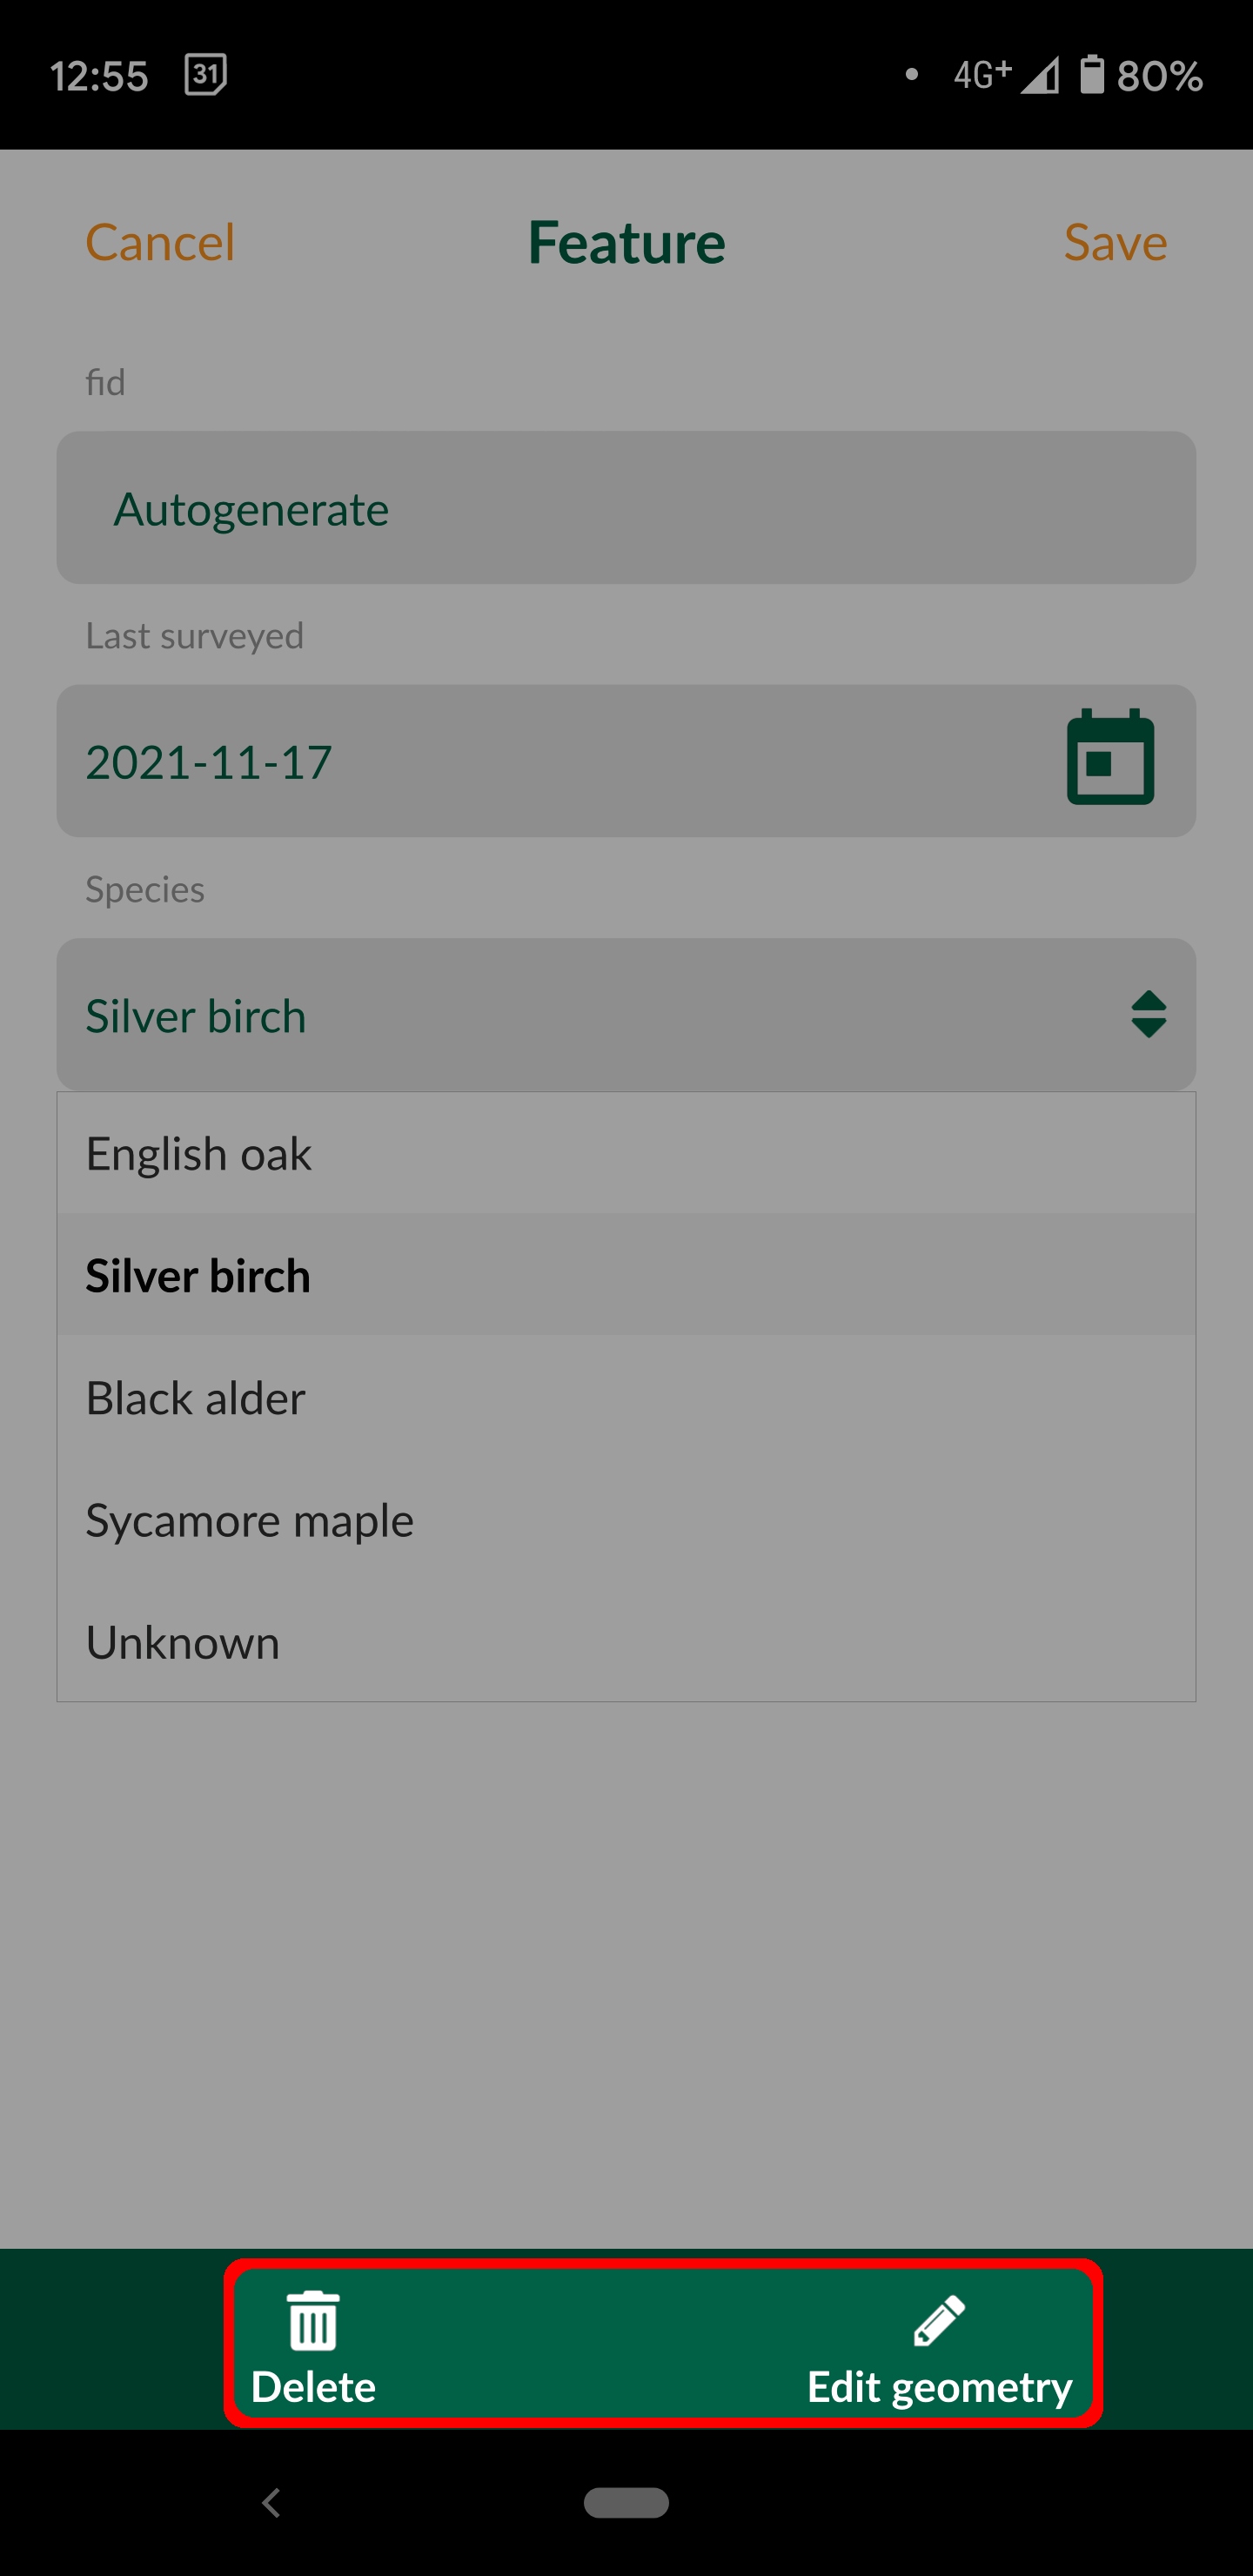 12:55 31 4G+ 80%
Cancel Feature Save
fid
Autogenerate
Last surveyed
2021-11-17
Species
Silver birch
English oak
Silver birch
Black alder
Sycamore maple
Unknown
Delete Edit geometry